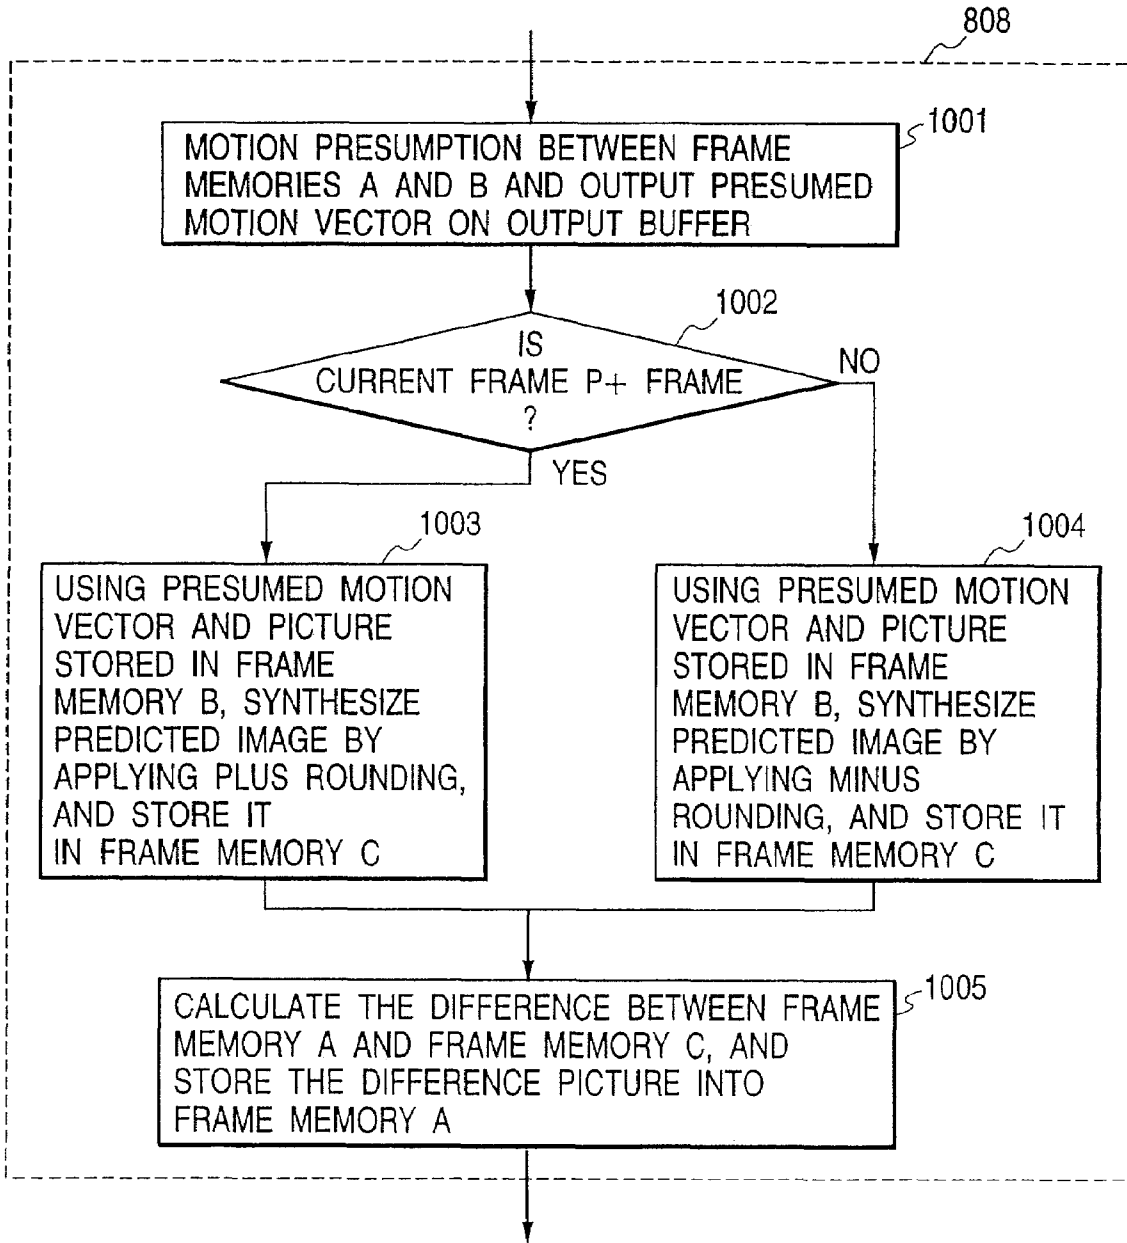 808
1001
MOTION PRESUMPTION BETWEEN FRAME
MEMORIES A AND B AND OUTPUT PRESUMED
MOTION VECTOR ON OUTPUT BUFFER
1002
IS
CURRENT FRAME P+ FRAME
?
NO
YES
1003
USING PRESUMED MOTION
VECTOR AND PICTURE
STORED IN FRAME
MEMORY B, SYNTHESIZE
PREDICTED IMAGE BY
APPLYING PLUS ROUNDING,
AND STORE IT
IN FRAME MEMORY C
1004
USING PRESUMED MOTION
VECTOR AND PICTURE
STORED IN FRAME
MEMORY B, SYNTHESIZE
PREDICTED IMAGE BY
APPLYING MINUS
ROUNDING, AND STORE IT
IN FRAME MEMORY C
1005
CALCULATE THE DIFFERENCE BETWEEN FRAME
MEMORY A AND FRAME MEMORY C, AND
STORE THE DIFFERENCE PICTURE INTO
FRAME MEMORY A